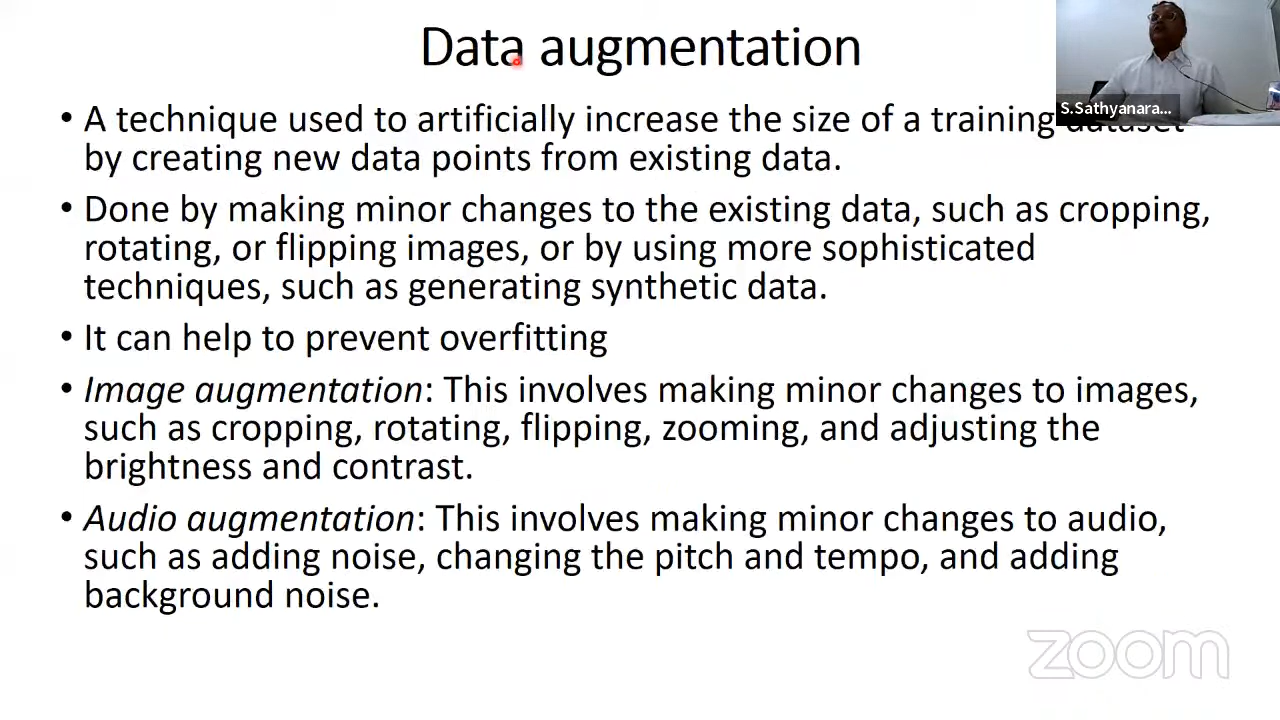 Data augmentation
• A technique used to artificially increase the size of a training dataset
by creating new data points from existing data.
• Done by making minor changes to the existing data, such as cropping,
rotating, or flipping images, or by using more sophisticated
techniques, such as generating synthetic data.
• It can help to prevent overfitting
• Image augmentation: This involves making minor changes to images,
such as cropping, rotating, flipping, zooming, and adjusting the
brightness and contrast.
• Audio augmentation: This involves making minor changes to audio,
such as adding noise, changing the pitch and tempo, and adding
background noise.
S.Sathyanara...
zoom